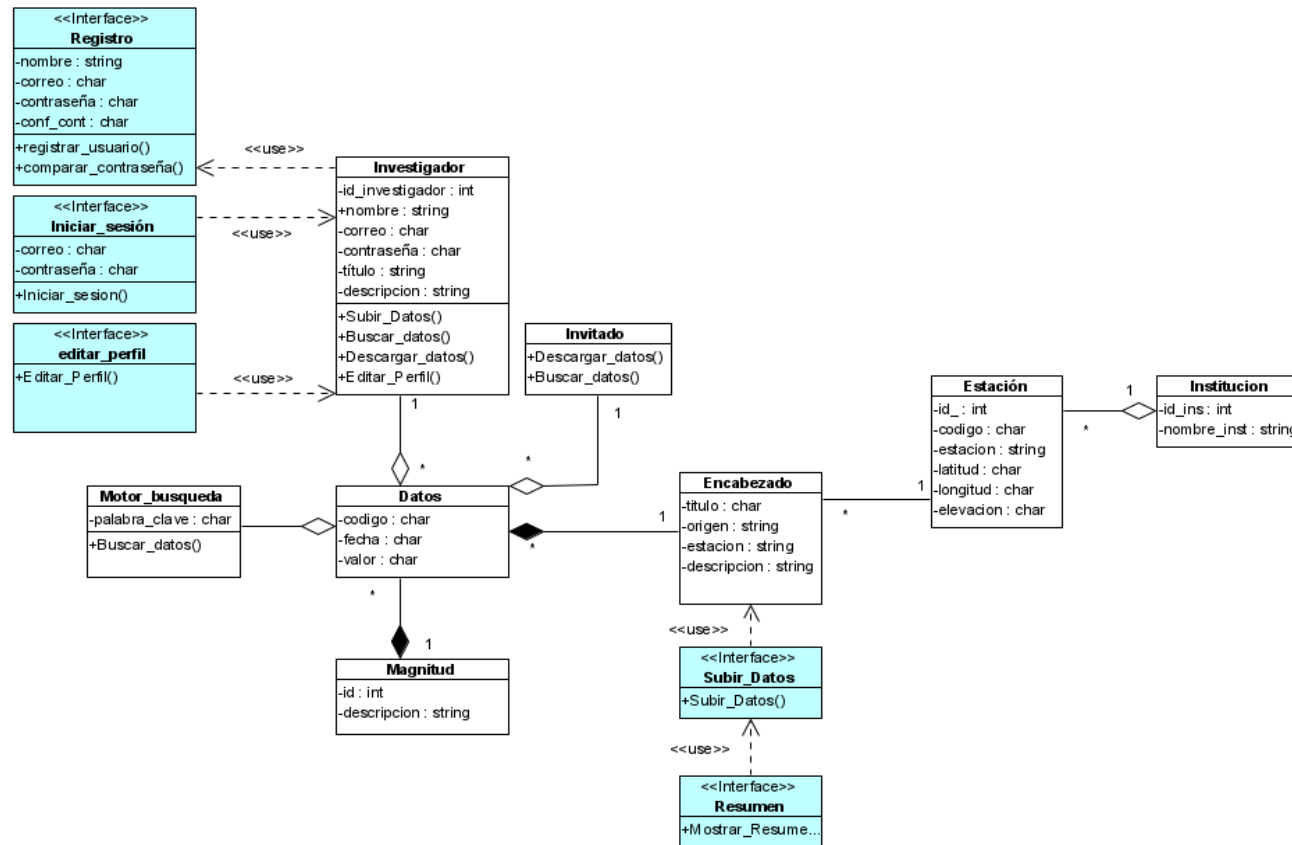 <<Interface>>
Registro
-nombre : string
-correo : char
-contraseña : char
-conf_cont : char
+registrar_usuario()
+comparar_contraseña()
<<use>>
<<Interface>>
Iniciar_sesión
-correo : char
-contraseña : char
+Iniciar_sesion()
<<use>>
<<Interface>>
editar_perfil
+Editar_Perfil()
<<use>>
Investigador
-id_investigador : int
+nombre : string
-correo : char
-contraseña : char
-título : string
-descripcion : string
+Subir_Datos()
+Buscar_datos()
+Descargar_datos()
+Editar_Perfil()
1
*
Invitado
+Descargar_datos()
+Buscar_datos()
1
*
Motor_busqueda
-palabra_clave : char
+Buscar_datos()
Datos
-codigo : char
-fecha : char
-valor : char
*
1
*
1
Magnitud
-id : int
-descripcion : string
Encabezado
-titulo : char
-origen : string
-estacion : string
-descripcion : string
1
*
Estación
-id_ : int
-codigo : char
-estacion : string
-latitud : char
-longitud : char
-elevacion : char
1
*
Institucion
-id_ins : int
-nombre_inst : string
<<use>>
<<Interface>>
Subir_Datos
+Subir_Datos()
<<use>>
<<Interface>>
Resumen
+Mostrar_Resume...